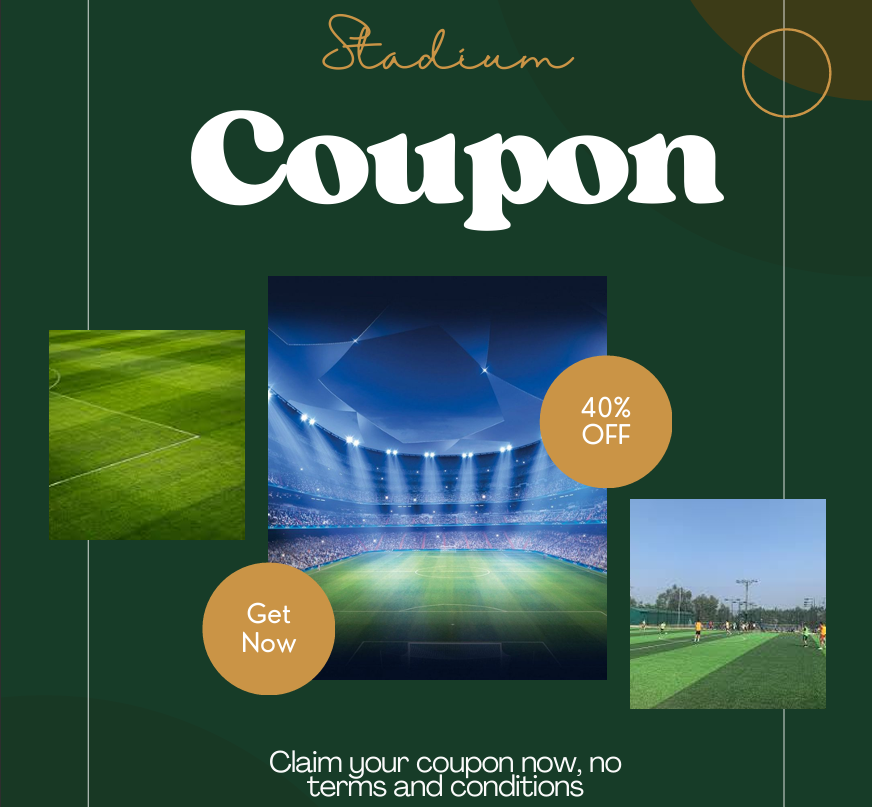 Stadium
Coupon
40%
OFF
Get
Now
Claim your coupon now, no
terms and conditions